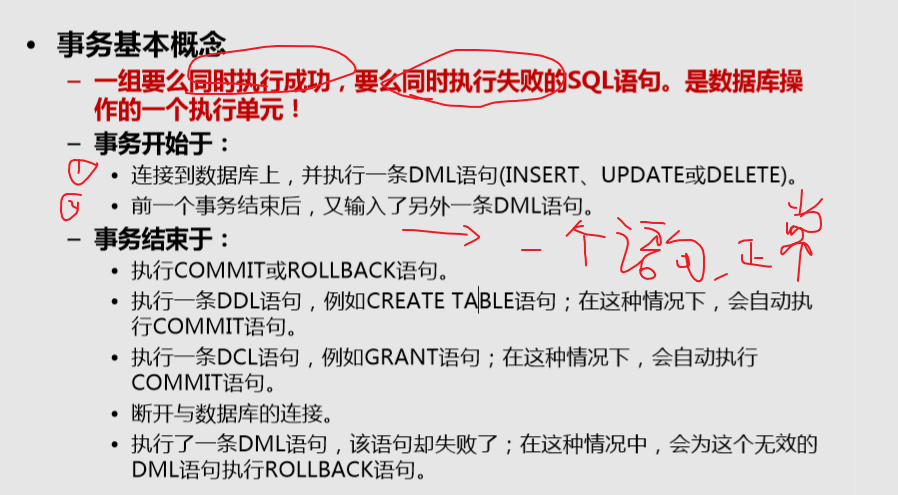 • 事务基本概念
– 一组要么同时执行成功，要么同时执行失败的SQL语句。是数据库操
作的一个执行单元！
– 事务开始于：
① • 连接到数据库上，并执行一条DML语句(INSERT、UPDATE或DELETE)。
② • 前一个事务结束后，又输入了另外一条DML语句。
– 事务结束于：
一个语句、正常
• 执行COMMIT或ROLLBACK语句。
• 执行一条DDL语句，例如CREATE TABLE语句；在这种情况下，会自动执
行COMMIT语句。
• 执行一条DCL语句，例如GRANT语句；在这种情况下，会自动执行
COMMIT语句。
• 断开与数据库的连接。
• 执行了一条DML语句，该语句却失败了；在这种情况中，会为这个无效的
DML语句执行ROLLBACK语句。